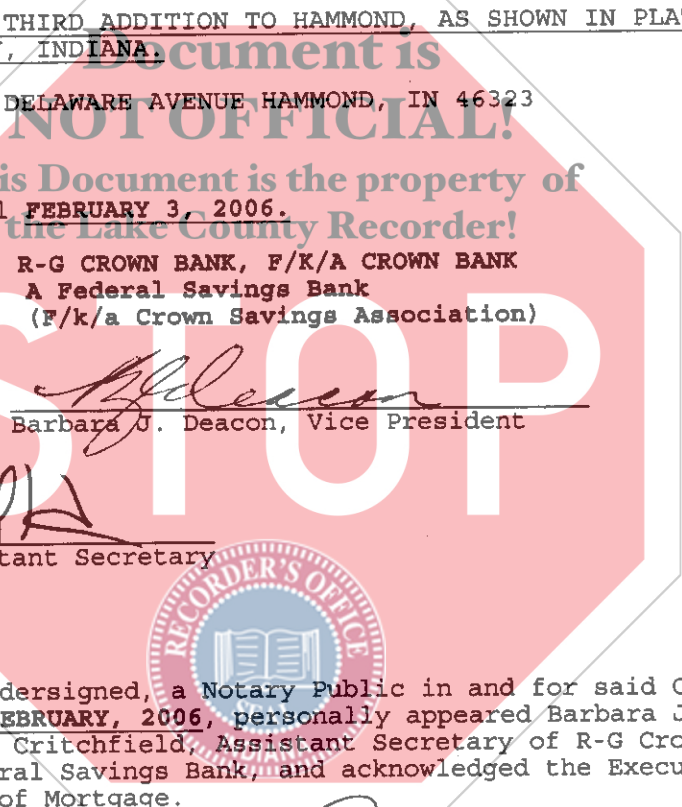 THIRD ADDITION TO HAMMOND, AS SHOWN IN PLA
, INDIANA.
Document is
DELAWARE AVENUE HAMMOND, IN 46323
NOT OFFICIAL!
is Document is the property of
FEBRUARY 3, 2006.
the Lake County Recorder!
R-G CROWN BANK, F/K/A CROWN BANK
A Federal Savings Bank
(F/k/a Crown Savings Association)
STOP
BJDeacon
Barbara J. Deacon, Vice President
tant Secretary
RECORDER'S OFFICE
SEAL
INDIANA
dersigned, a Notary Public in and for said C
EBRUARY, 2006, personally appeared Barbara J
Critchfield, Assistant Secretary of R-G Cro
ral Savings Bank, and acknowledged the Execu
of Mortgage.